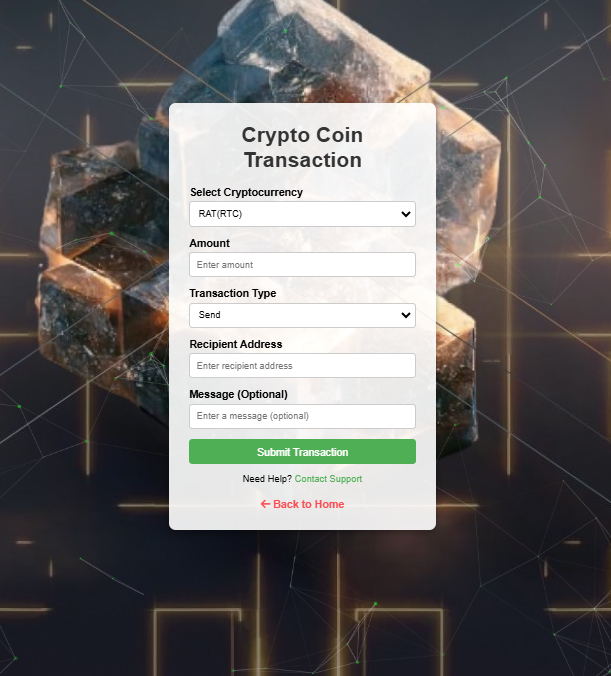 Crypto Coin
Transaction
Select Cryptocurrency
RAT(RTC)
Amount
Enter amount
Transaction Type
Send
Recipient Address
Enter recipient address
Message (Optional)
Enter a message (optional)
Submit Transaction
Need Help? Contact Support
← Back to Home